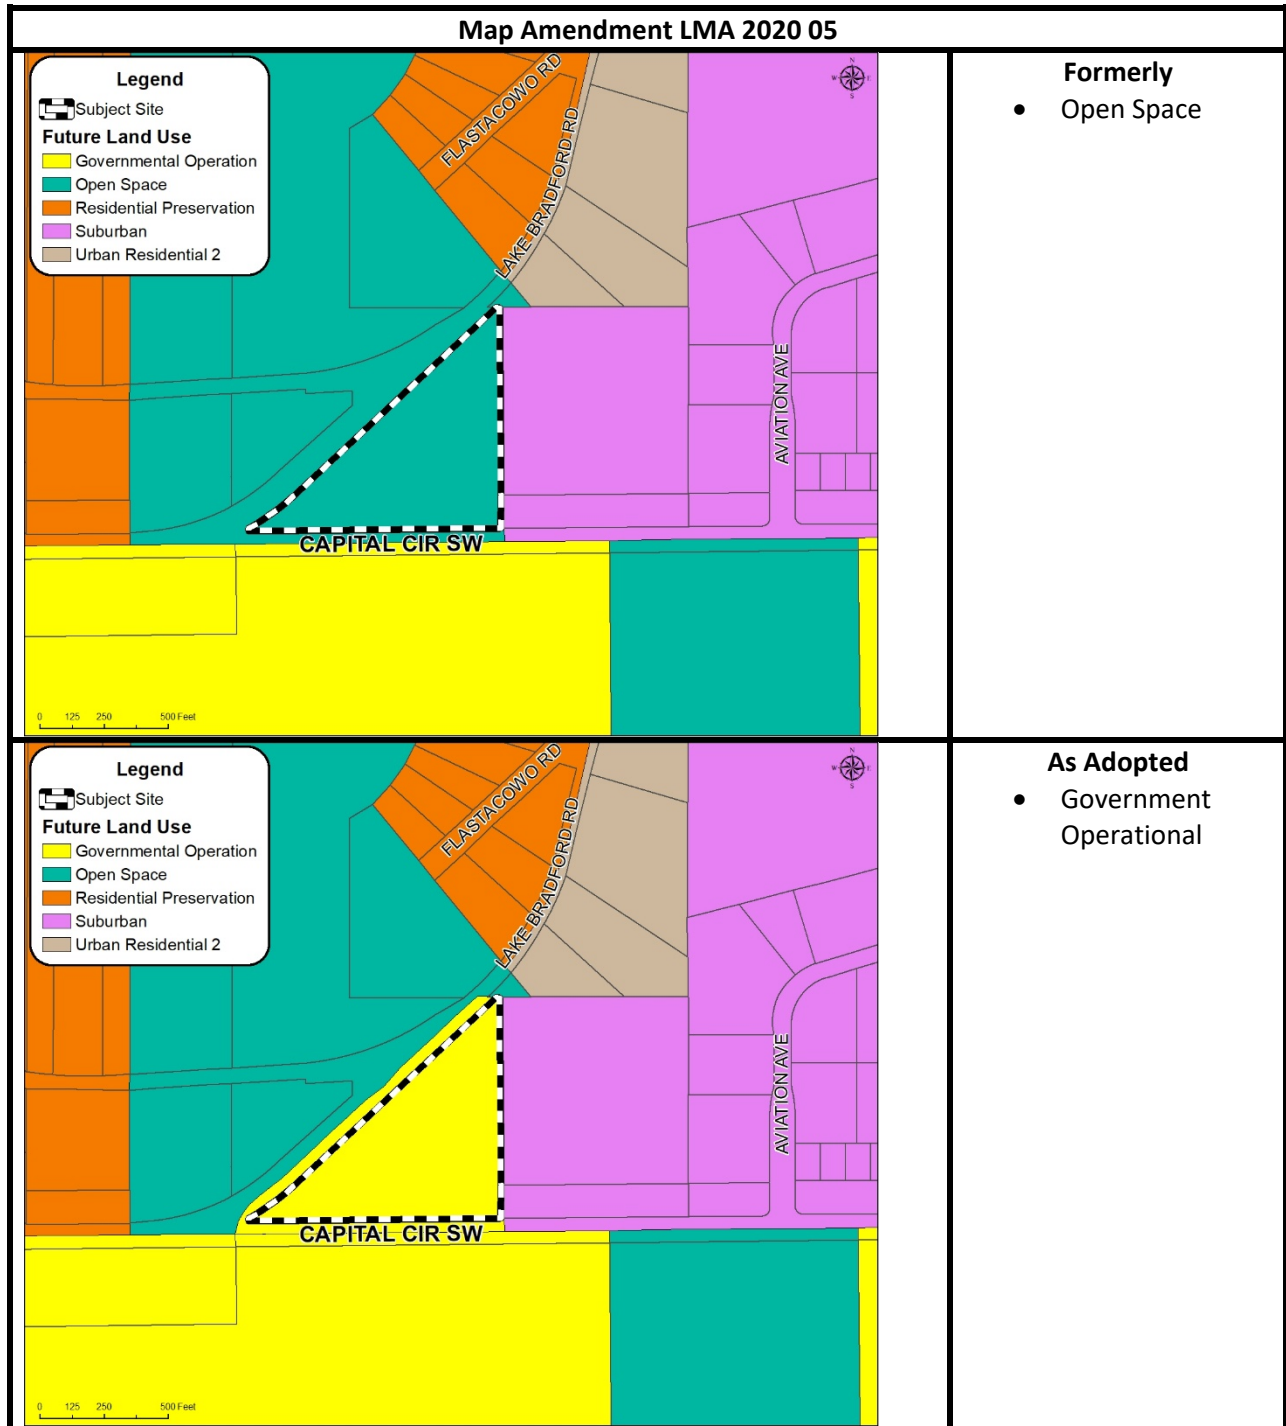 Map Amendment LMA 2020 05
Legend
Subject Site
Future Land Use
Governmental Operation
Open Space
Residential Preservation
Suburban
Urban Residential 2
FLASTACOWO RD
LAKE BRADFORD RD
AVIATION AVE
CAPITAL CIR SW
N
W E
S
0 125 250 500 Feet
Formerly
• Open Space
Legend
Subject Site
Future Land Use
Governmental Operation
Open Space
Residential Preservation
Suburban
Urban Residential 2
FLASTACOWO RD
LAKE BRADFORD RD
AVIATION AVE
CAPITAL CIR SW
N
W E
S
0 125 250 500 Feet
As Adopted
• Government
Operational